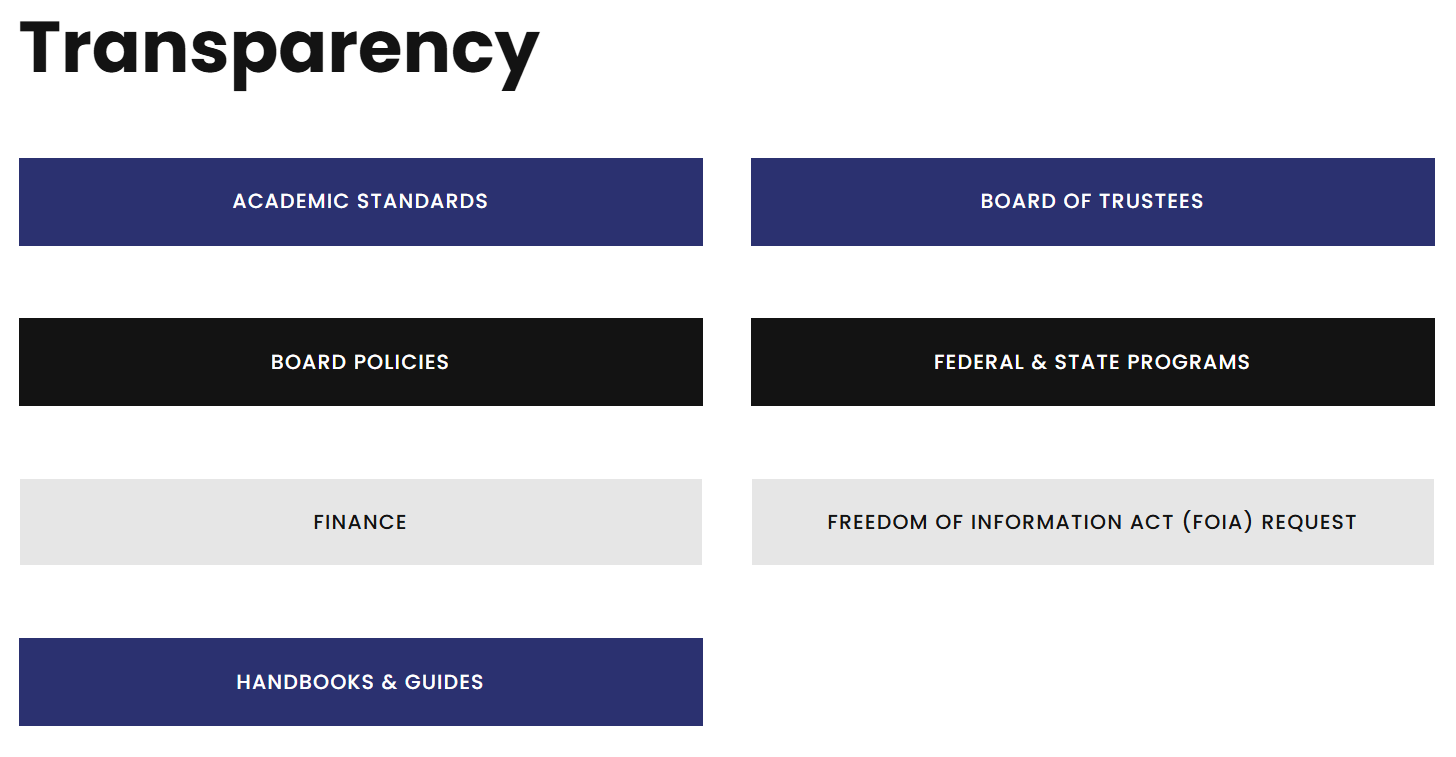 Transparency
ACADEMIC STANDARDS
BOARD OF TRUSTEES
BOARD POLICIES
FEDERAL & STATE PROGRAMS
FINANCE
FREEDOM OF INFORMATION ACT (FOIA) REQUEST
HANDBOOKS & GUIDES